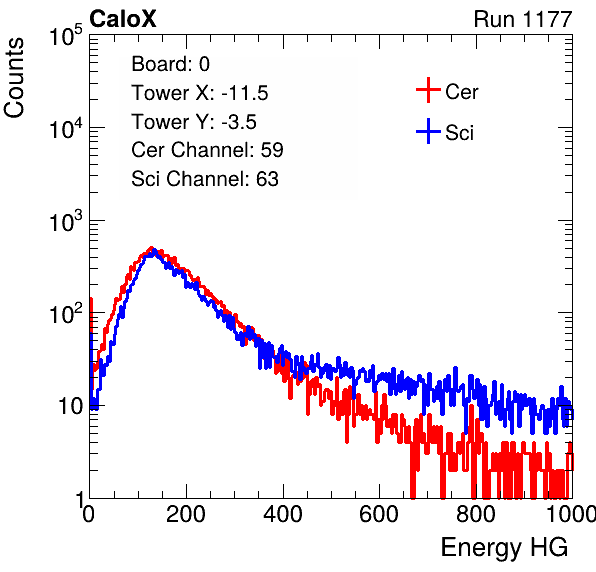 CaloX Run 1177
Counts
10^5
10^4
10^3
10^2
10
1
Board: 0
Tower X: -11.5
Tower Y: -3.5
Cer Channel: 59
Sci Channel: 63
Cer
Sci
0 200 400 600 800 1000
Energy HG